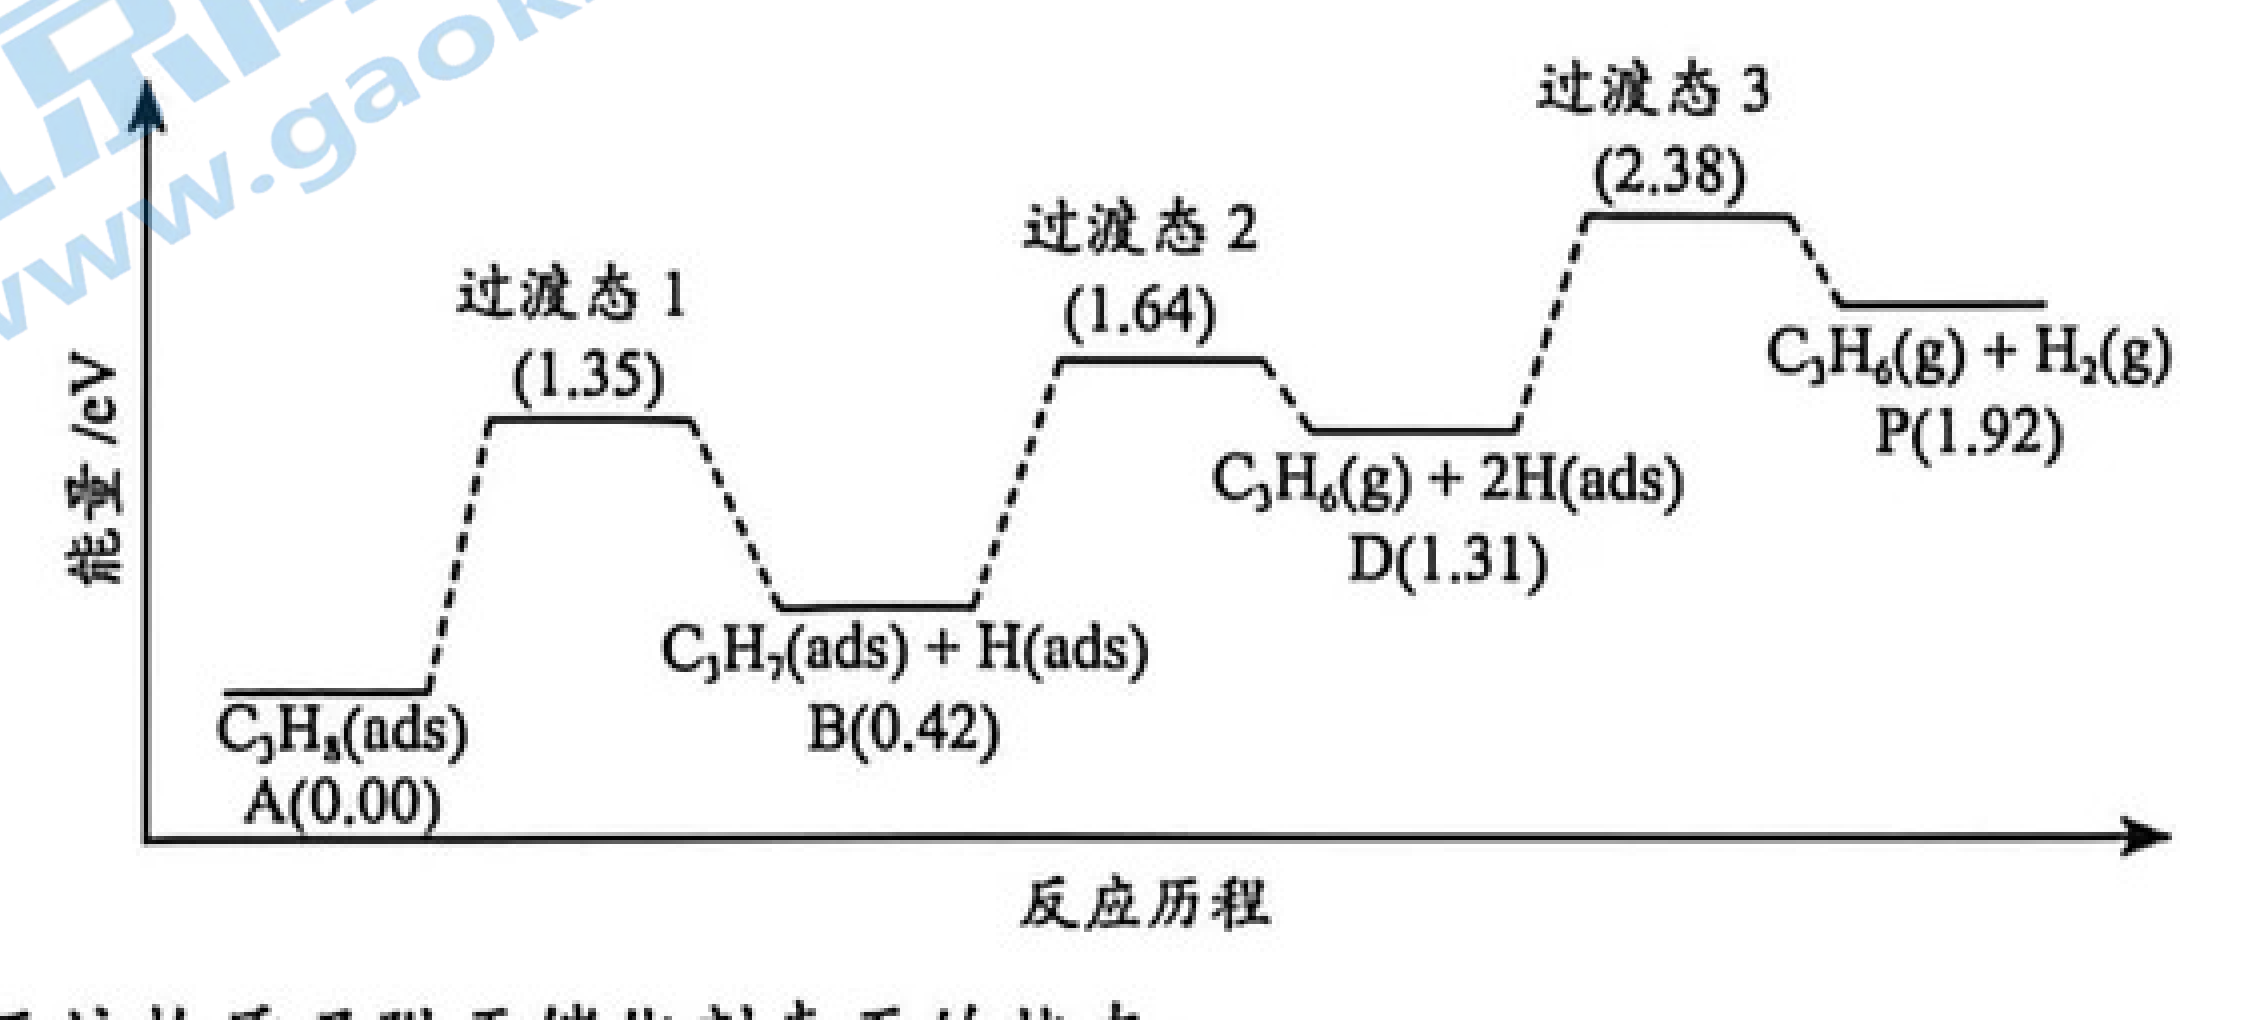 www.gaok
过渡态 3
(2.38)
过渡态 2
(1.64)
过渡态 1
(1.35)
C₃H₆(g) + H₂(g)
P(1.92)
C₃H₆(g) + 2H(ads)
D(1.31)
C₃H₇(ads) + H(ads)
B(0.42)
C₃H₈(ads)
A(0.00)
能量 /eV
反应历程